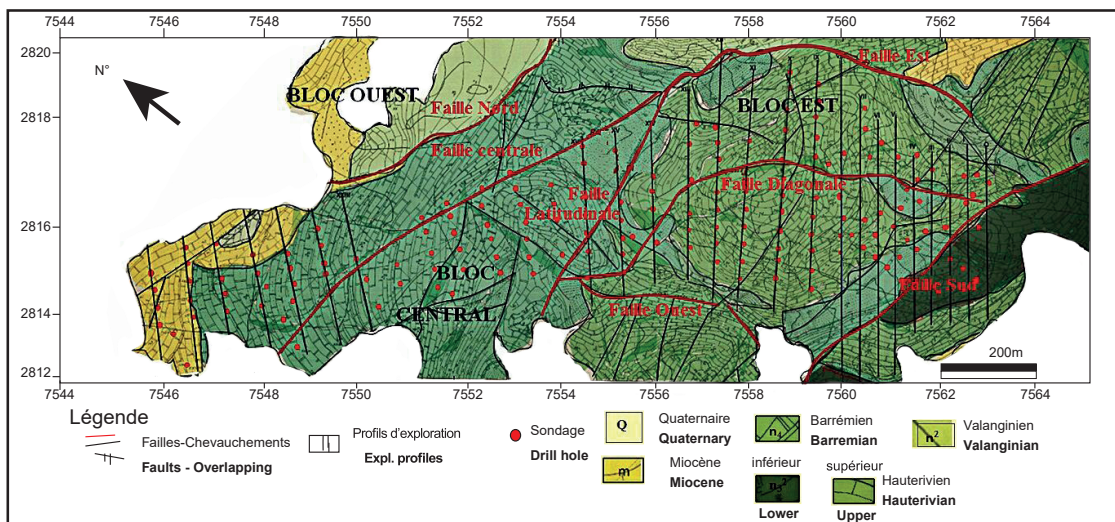 7544 7546 7548 7550 7552 7554 7556 7558 7560 7562 7564
2820
N°
BLOC OUEST
Faille Nord
Faille Est
BLOC EST
2818
Faille centrale
Faille
Latitudinale
Faille Diagonale
2816
BLOC
CENTRAL
Faille Sud
Faille Ouest
2814
200m
2812
7544 7546 7548 7550 7552 7554 7556 7558 7560 7562 7564
Légende
Failles-Chevauchements
Faults - Overlapping
Profils d'exploration
Expl. profiles
Sondage
Drill hole
Q
Quaternaire
Quaternary
m
Miocène
Miocene
n4
Barrémien
Barremian
inférieur
Lower
supérieur
Hauterivien
Hauterivian
Upper
n²
Valanginien
Valanginian